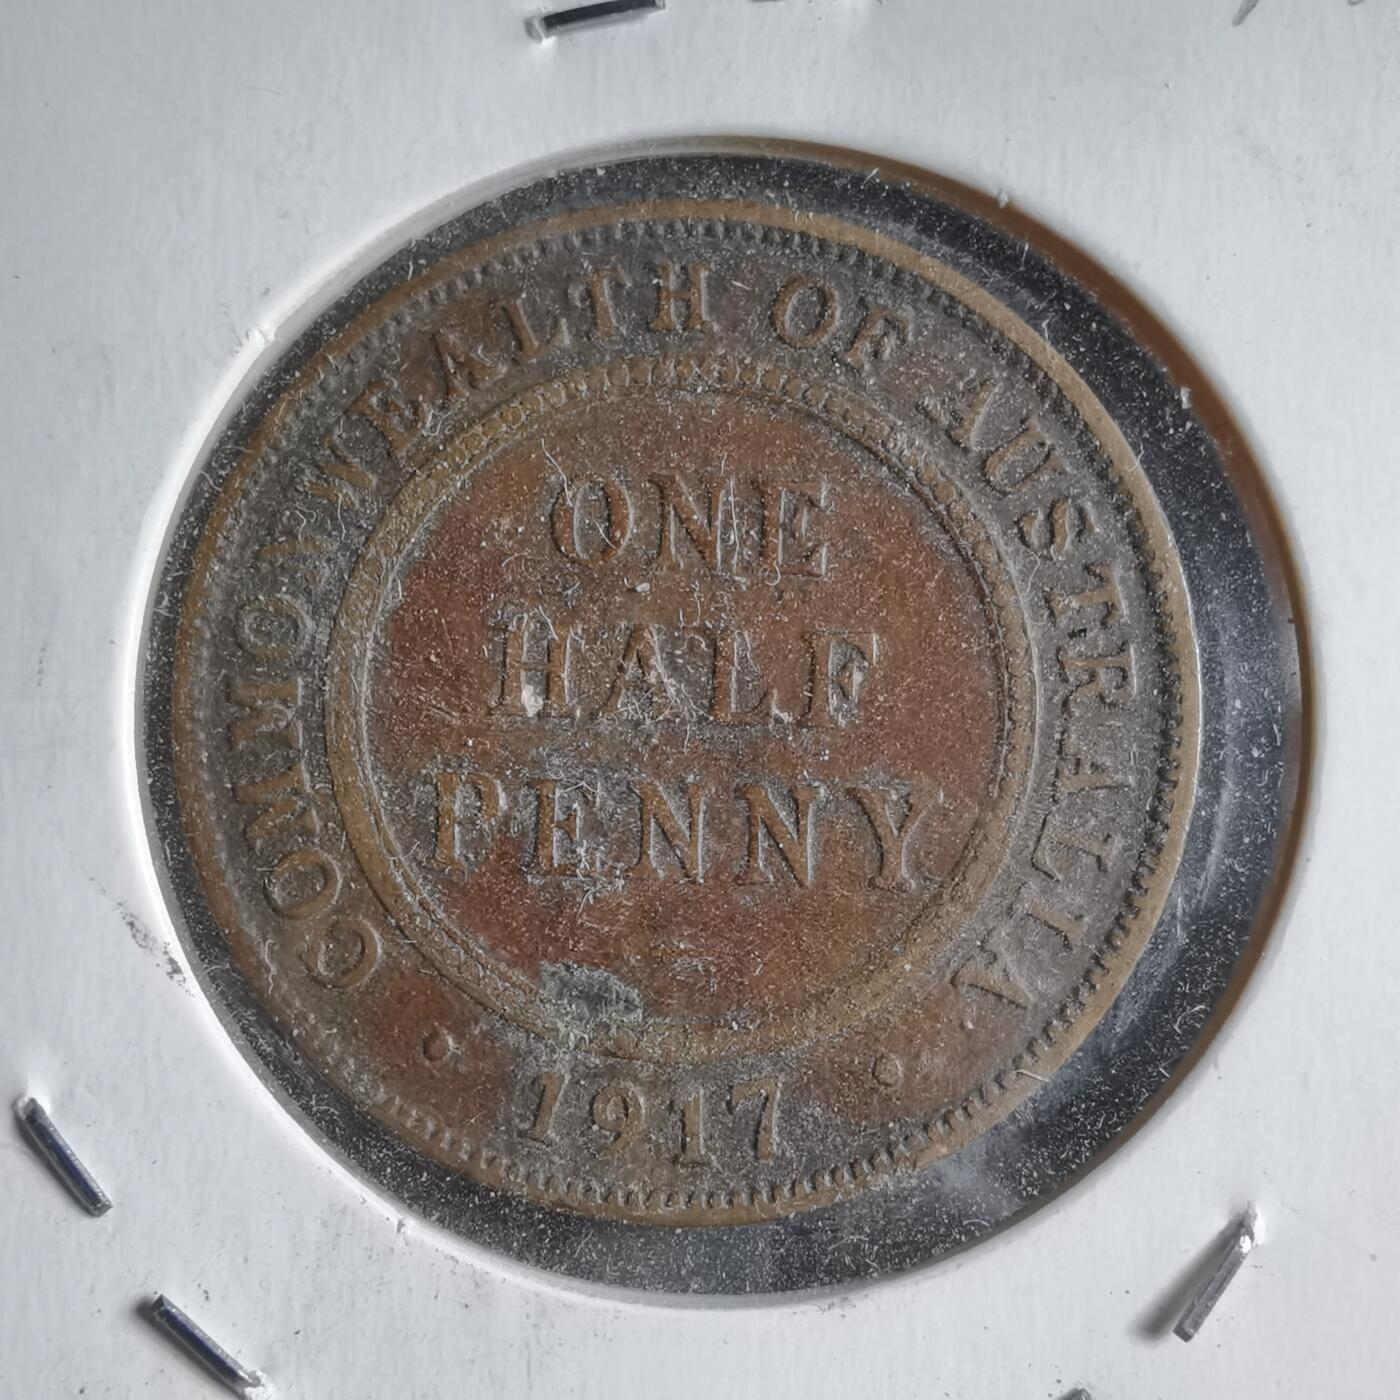 COMMONWEALTH OF AUSTRALIA
ONE
HALF
PENNY
1917